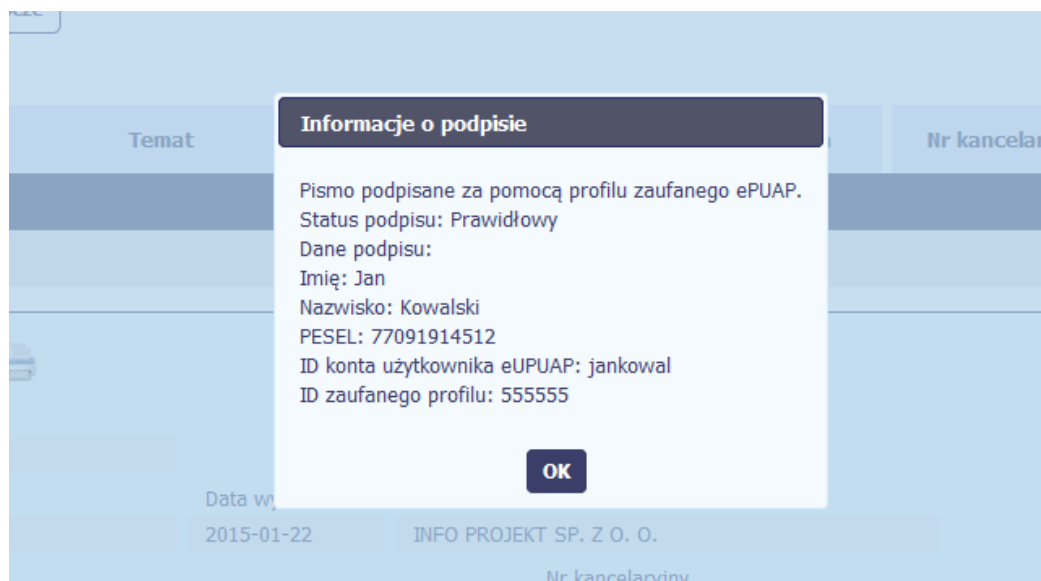 Temat
Informacje o podpisie
Nr kancelar
Pismo podpisane za pomocą profilu zaufanego ePUAP.
Status podpisu: Prawidłowy
Dane podpisu:
Imię: Jan
Nazwisko: Kowalski
PESEL: 77091914512
ID konta użytkownika eUPUAP: jankowal
ID zaufanego profilu: 555555
OK
Data wy
2015-01-22 INFO PROJEKT SP. Z O. O.
Nr kancelaryjny